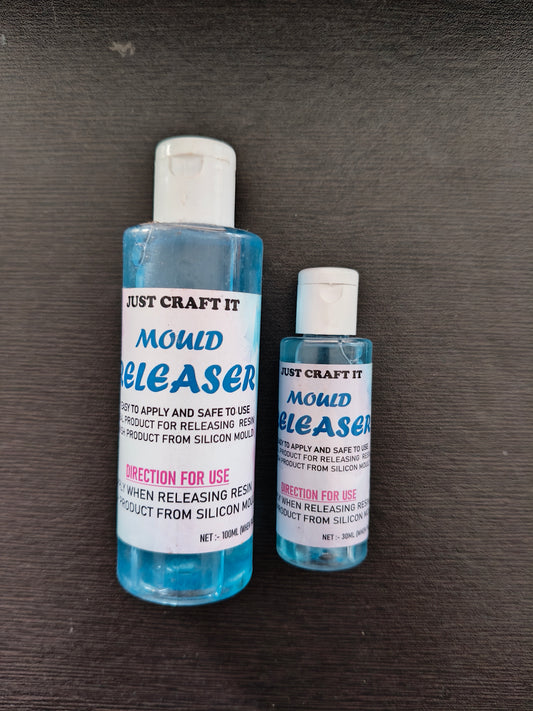 JUST CRAFT IT
MOULD
RELEASER
EASY TO APPLY AND SAFE TO USE
PRODUCT FOR RELEASING RESIN
PRODUCT FROM SILICON MOULD
DIRECTION FOR USE
WHEN RELEASING RESIN
PRODUCT FROM SILICON
NET :- 100ML
JUST CRAFT IT
MOULD
RELEASER
EASY TO APPLY AND SAFE TO USE
PRODUCT FOR RELEASING RESIN
PRODUCT FROM SILICON
DIRECTION FOR USE
WHEN RELEASING RESIN
PRODUCT FROM SILICON
NET :- 30ML